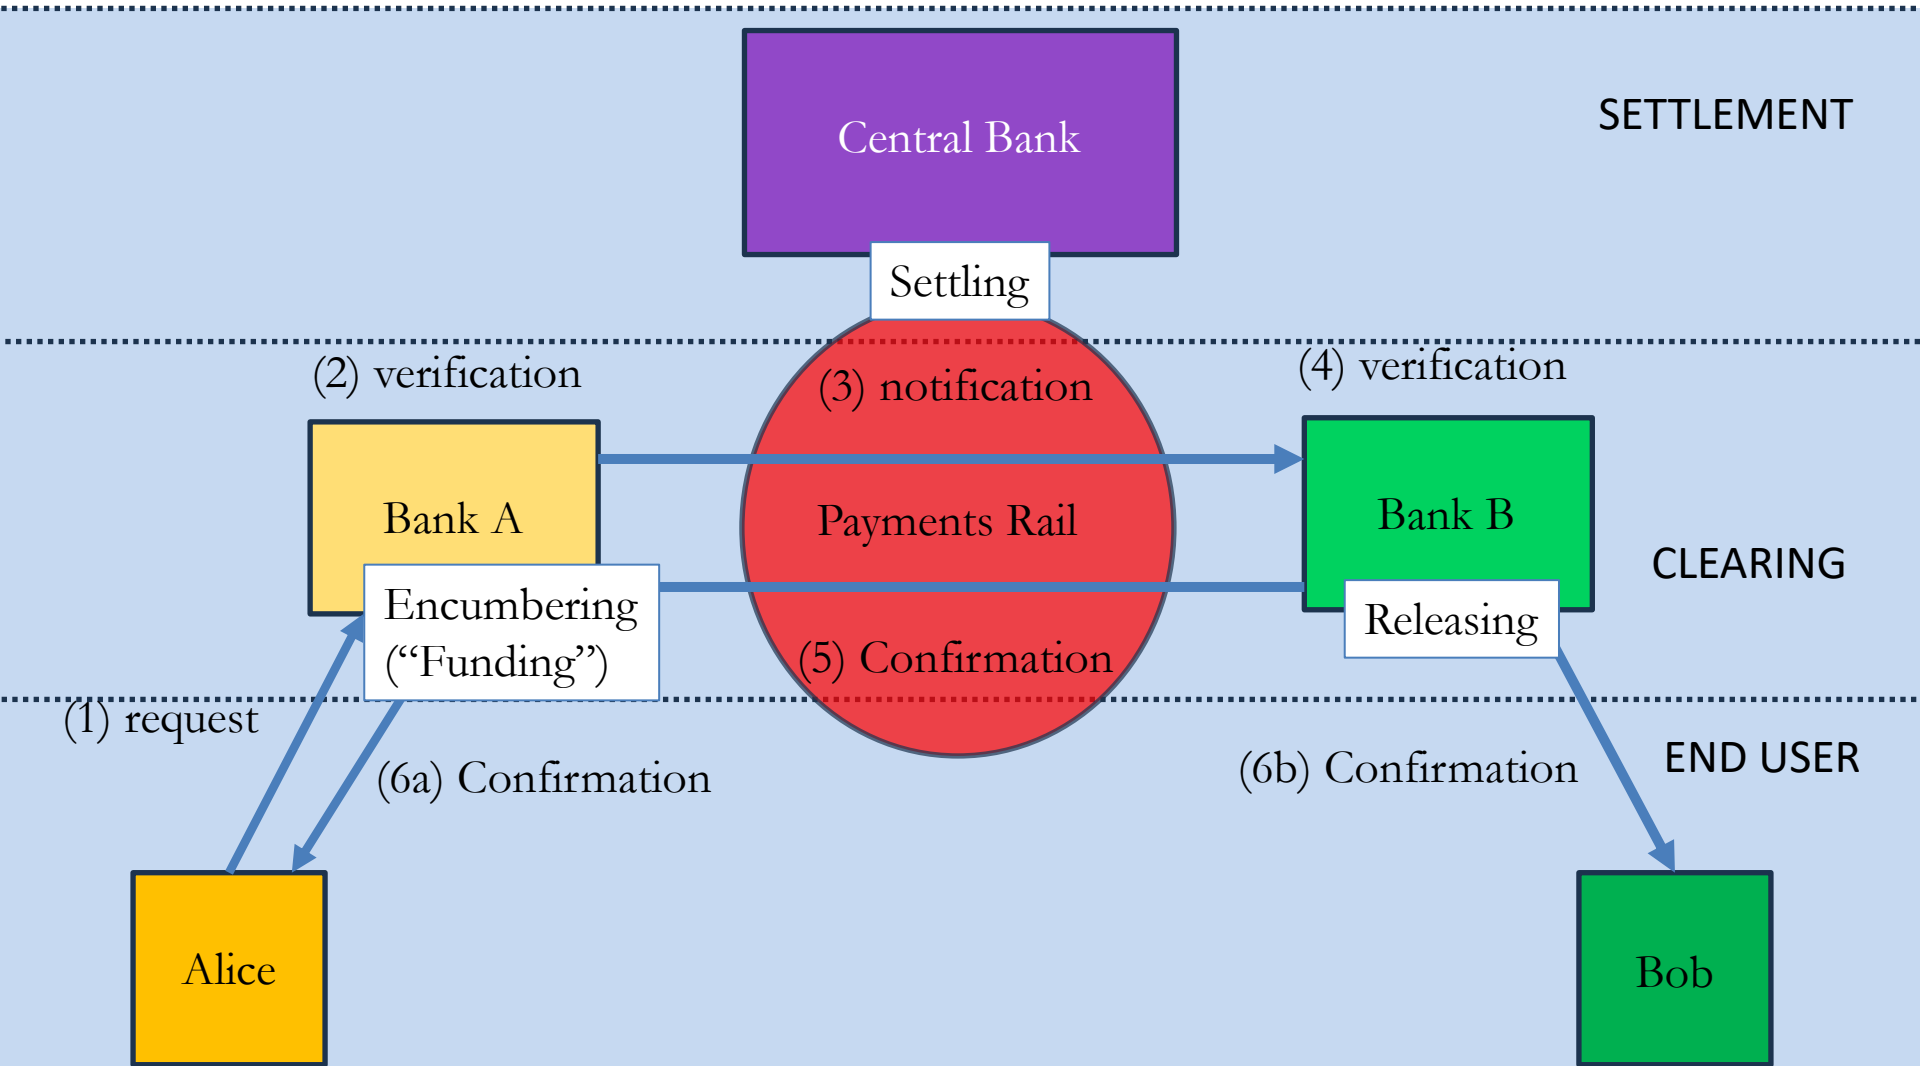 Central Bank
SETTLEMENT
Settling
(2) verification
(3) notification
(4) verification
Bank A
Payments Rail
Bank B
CLEARING
Encumbering
(“Funding”)
Releasing
(5) Confirmation
(1) request
END USER
(6a) Confirmation
(6b) Confirmation
Alice
Bob